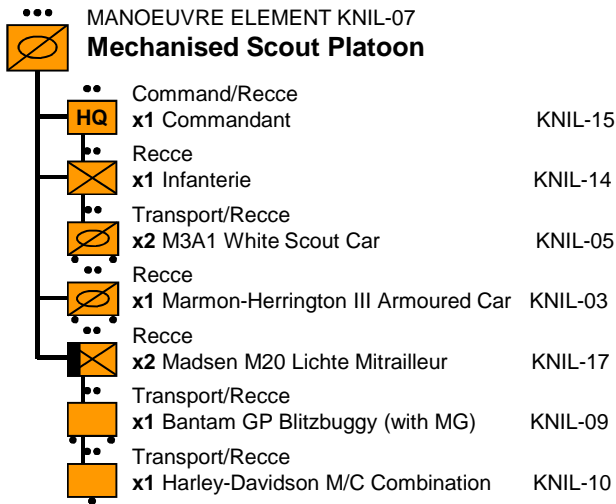 MANOEUVRE ELEMENT KNIL-07
Mechanised Scout Platoon
Command/Recce
HQ x1 Commandant KNIL-15
Recce
x1 Infanterie KNIL-14
Transport/Recce
x2 M3A1 White Scout Car KNIL-05
Recce
x1 Marmon-Herrington III Armoured Car KNIL-03
Recce
x2 Madsen M20 Lichte Mitrailleur KNIL-17
Transport/Recce
x1 Bantam GP Blitzbuggy (with MG) KNIL-09
Transport/Recce
x1 Harley-Davidson M/C Combination KNIL-10